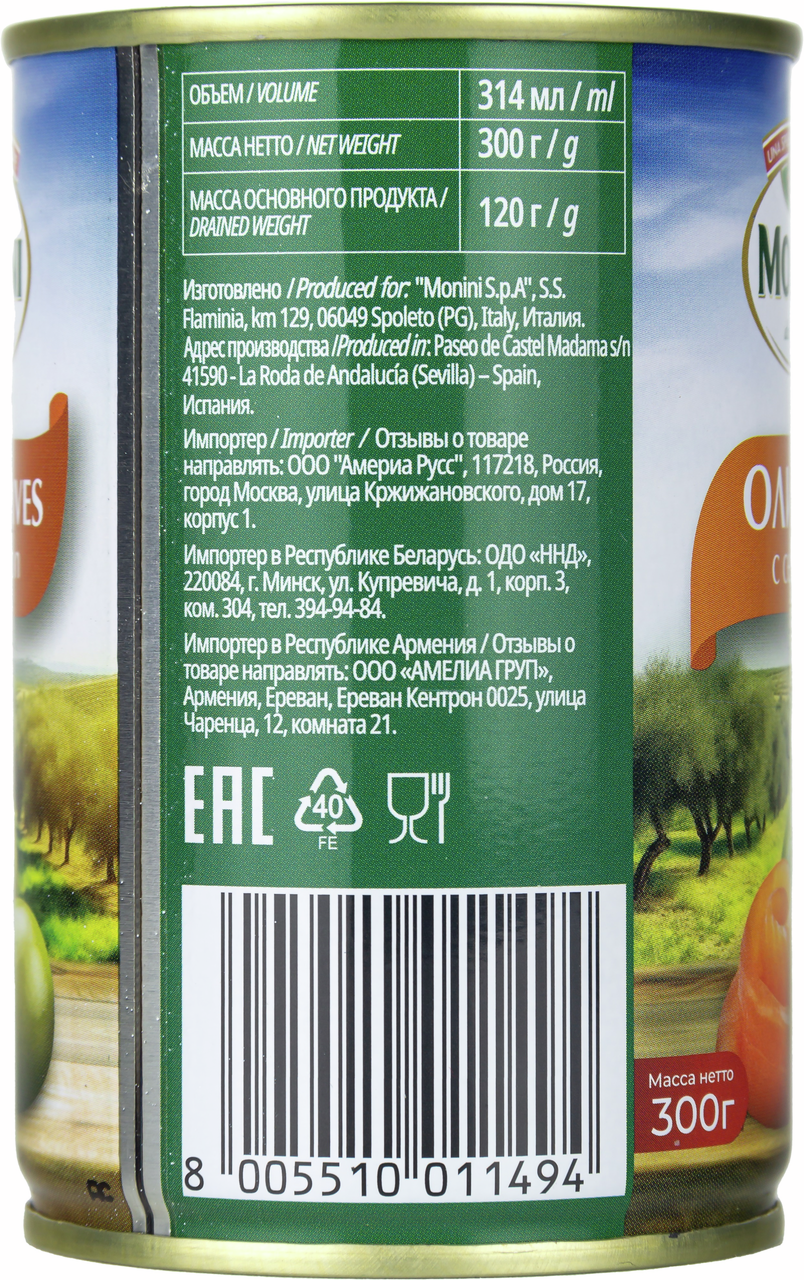 ОБЪЕМ / VOLUME 314 мл / ml
МАССА НЕТТО / NET WEIGHT 300 г / g
МАССА ОСНОВНОГО ПРОДУКТА /
DRAINED WEIGHT 120 г / g
Изготовлено / Produced for: "Monini S.p.A", S.S.
Flaminia, km 129, 06049 Spoleto (PG), Italy, Италия.
Адрес производства /Produced in: Paseo de Castel Madama s/n
41590 - La Roda de Andalucía (Sevilla) – Spain,
Испания.
Импортер / Importer / Отзывы о товаре
направлять: ООО "Америа Русс", 117218, Россия,
город Москва, улица Кржижановского, дом 17,
корпус 1.
Импортер в Республике Беларусь: ОДО «ННД»,
220084, г. Минск, ул. Купревича, д. 1, корп. 3,
ком. 304, тел. 394-94-84.
Импортер в Республике Армения / Отзывы о
товаре направлять: ООО «АМЕЛИА ГРУП»,
Армения, Ереван, Ереван Кентрон 0025, улица
Чаренца, 12, комната 21.
EAC
40
FE
8 005510 011494
Масса нетто
300г